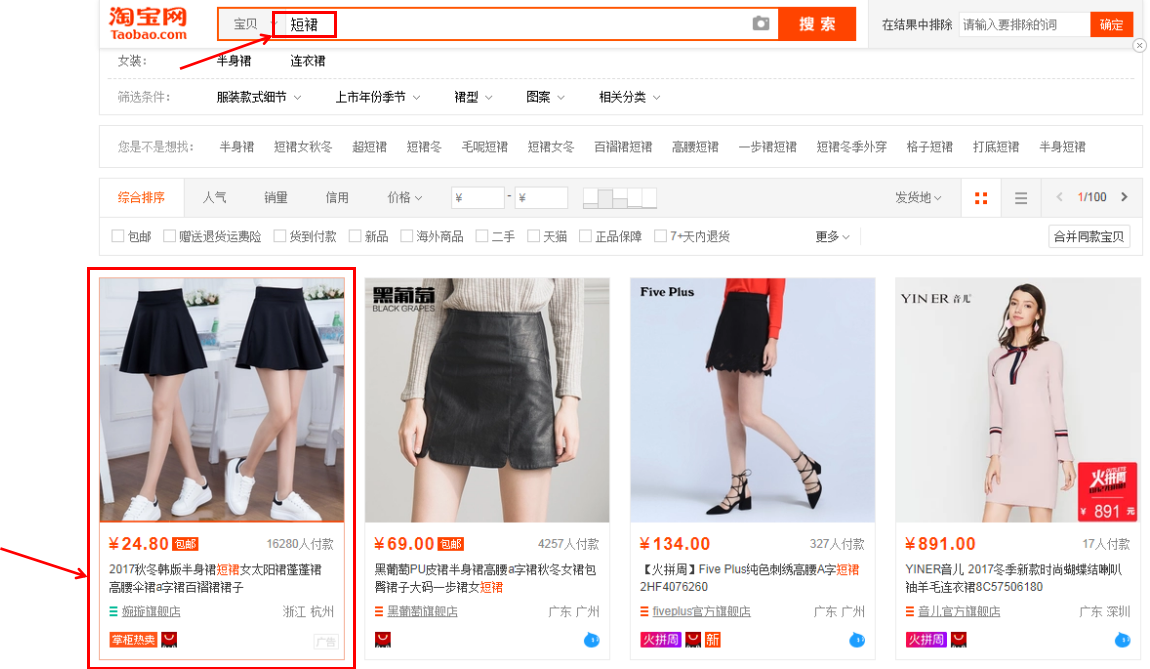 淘宝网
Taobao.com
宝贝 短裙 搜索 在结果中排除 请输入要排除的词 确定
女装: 半身裙 连衣裙
筛选条件: 服装款式细节 上市年份季节 裙型 图案 相关分类
您是不是想找: 半身裙 短裙女秋冬 超短裙 短裙冬 毛呢短裙 短裙女冬 百褶裙短裙 高腰短裙 一步裙短裙 短裙冬季外穿 格子短裙 打底短裙 半身短裙
综合排序 人气 销量 信用 价格 ¥ - ¥ 发货地 < 1/100 >
包邮 赠送退货运费险 货到付款 新品 海外商品 二手 天猫 正品保障 7+天内退货 更多 合并同款宝贝
黑葡萄
BLACK GRAPES
Five Plus
YINER 音儿
火拼周
¥ 891 元
¥24.80 包邮 16280人付款
2017秋冬韩版半身裙短裙女太阳裙蓬蓬裙
高腰伞裙a字裙百褶裙裙子
婉璇旗舰店 浙江 杭州
掌柜热卖 广告
¥69.00 包邮 4257人付款
黑葡萄PU皮裙半身裙高腰a字裙秋冬女裙包
臀裙子大码一步裙女短裙
黑葡萄旗舰店 广东 广州
¥134.00 327人付款
【火拼周】Five Plus纯色刺绣高腰A字短裙
2HF4076260
fiveplus官方旗舰店 广东 广州
火拼周 新
¥891.00 17人付款
YINER音儿 2017冬季新款时尚蝴蝶结喇叭
袖羊毛连衣裙8C57506180
音儿官方旗舰店 广东 深圳
火拼周